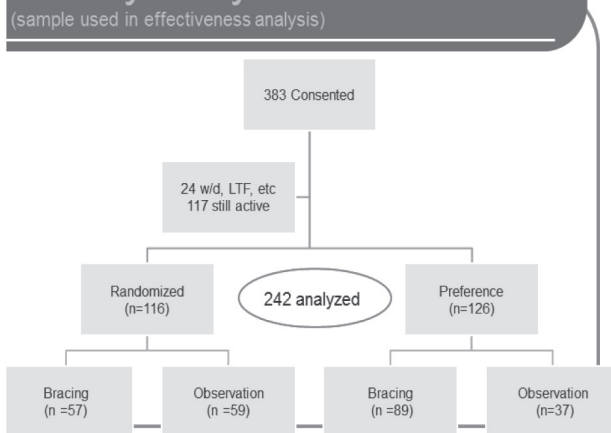 (sample used in effectiveness analysis)
383 Consented
24 w/d, LTF, etc
117 still active
Randomized
(n=116)
242 analyzed
Preference
(n=126)
Bracing
(n =57)
Observation
(n =59)
Bracing
(n =89)
Observation
(n=37)